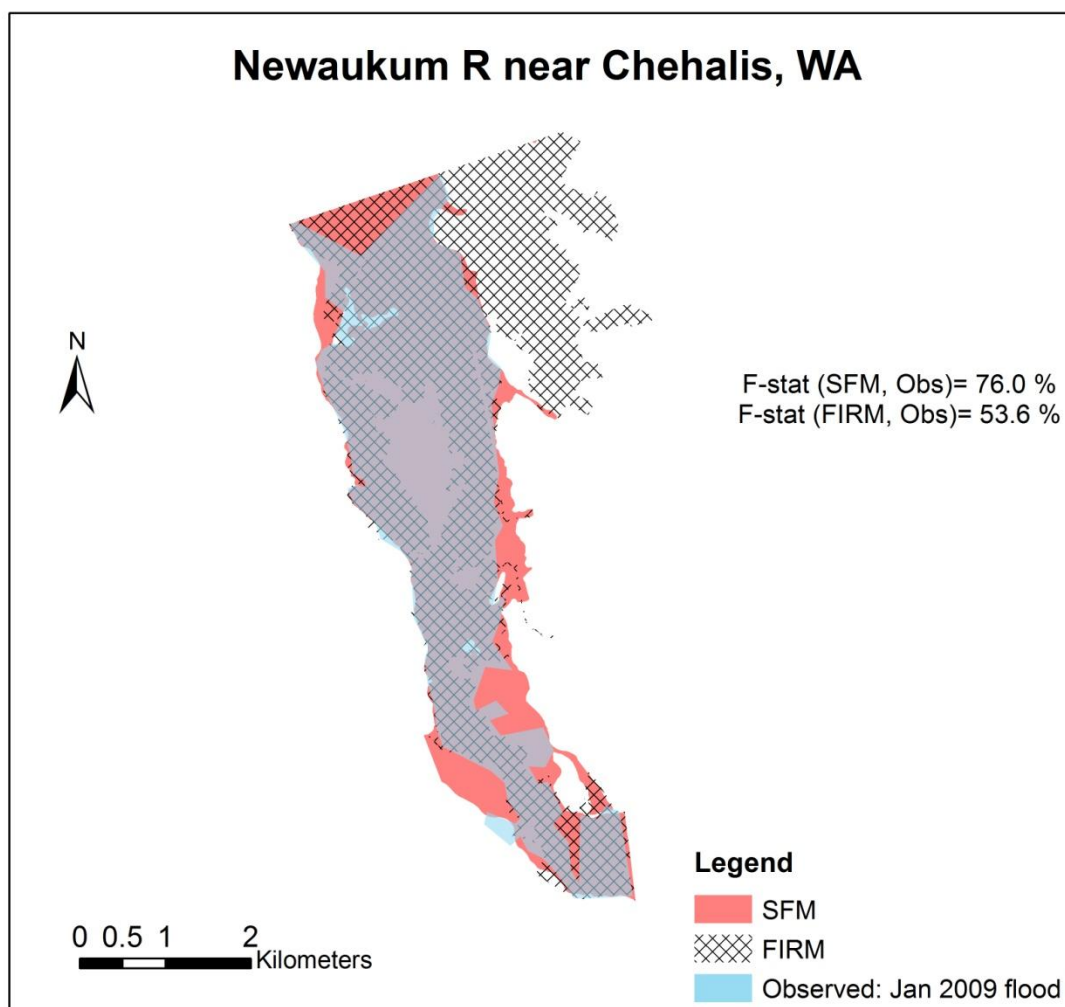 Newaukum R near Chehalis, WA
N
F-stat (SFM, Obs)= 76.0 %
F-stat (FIRM, Obs)= 53.6 %
Legend
SFM
FIRM
Observed: Jan 2009 flood
0 0.5 1 2
Kilometers